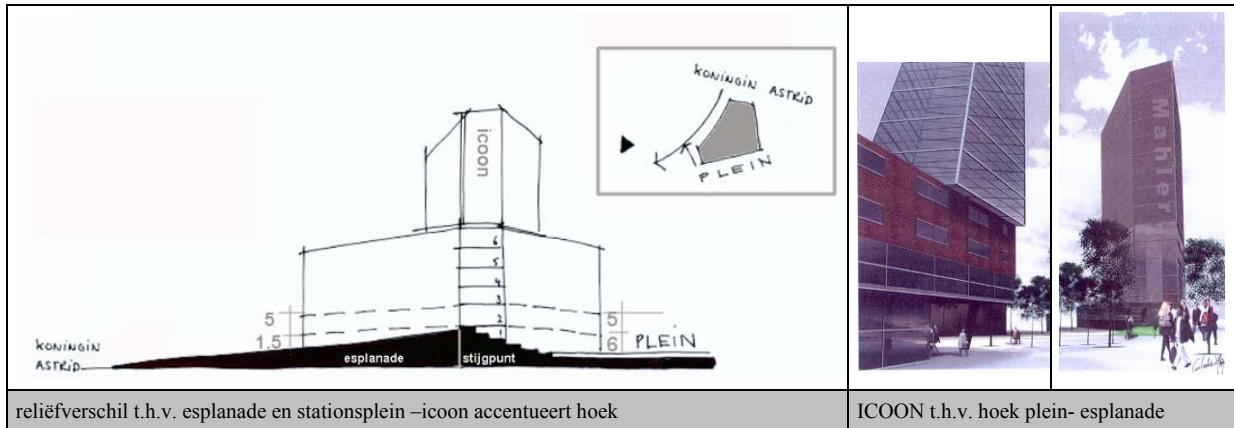 KONINGIN ASTRID
PLEIN
icoon
6
5
4
3
2
1
5
1.5
5
6
PLEIN
KONINGIN
ASTRID
esplanade
stijgpunt
Mahler
reliëfverschil t.h.v. esplanade en stationsplein –icoon accentueert hoek
ICOON t.h.v. hoek plein- esplanade